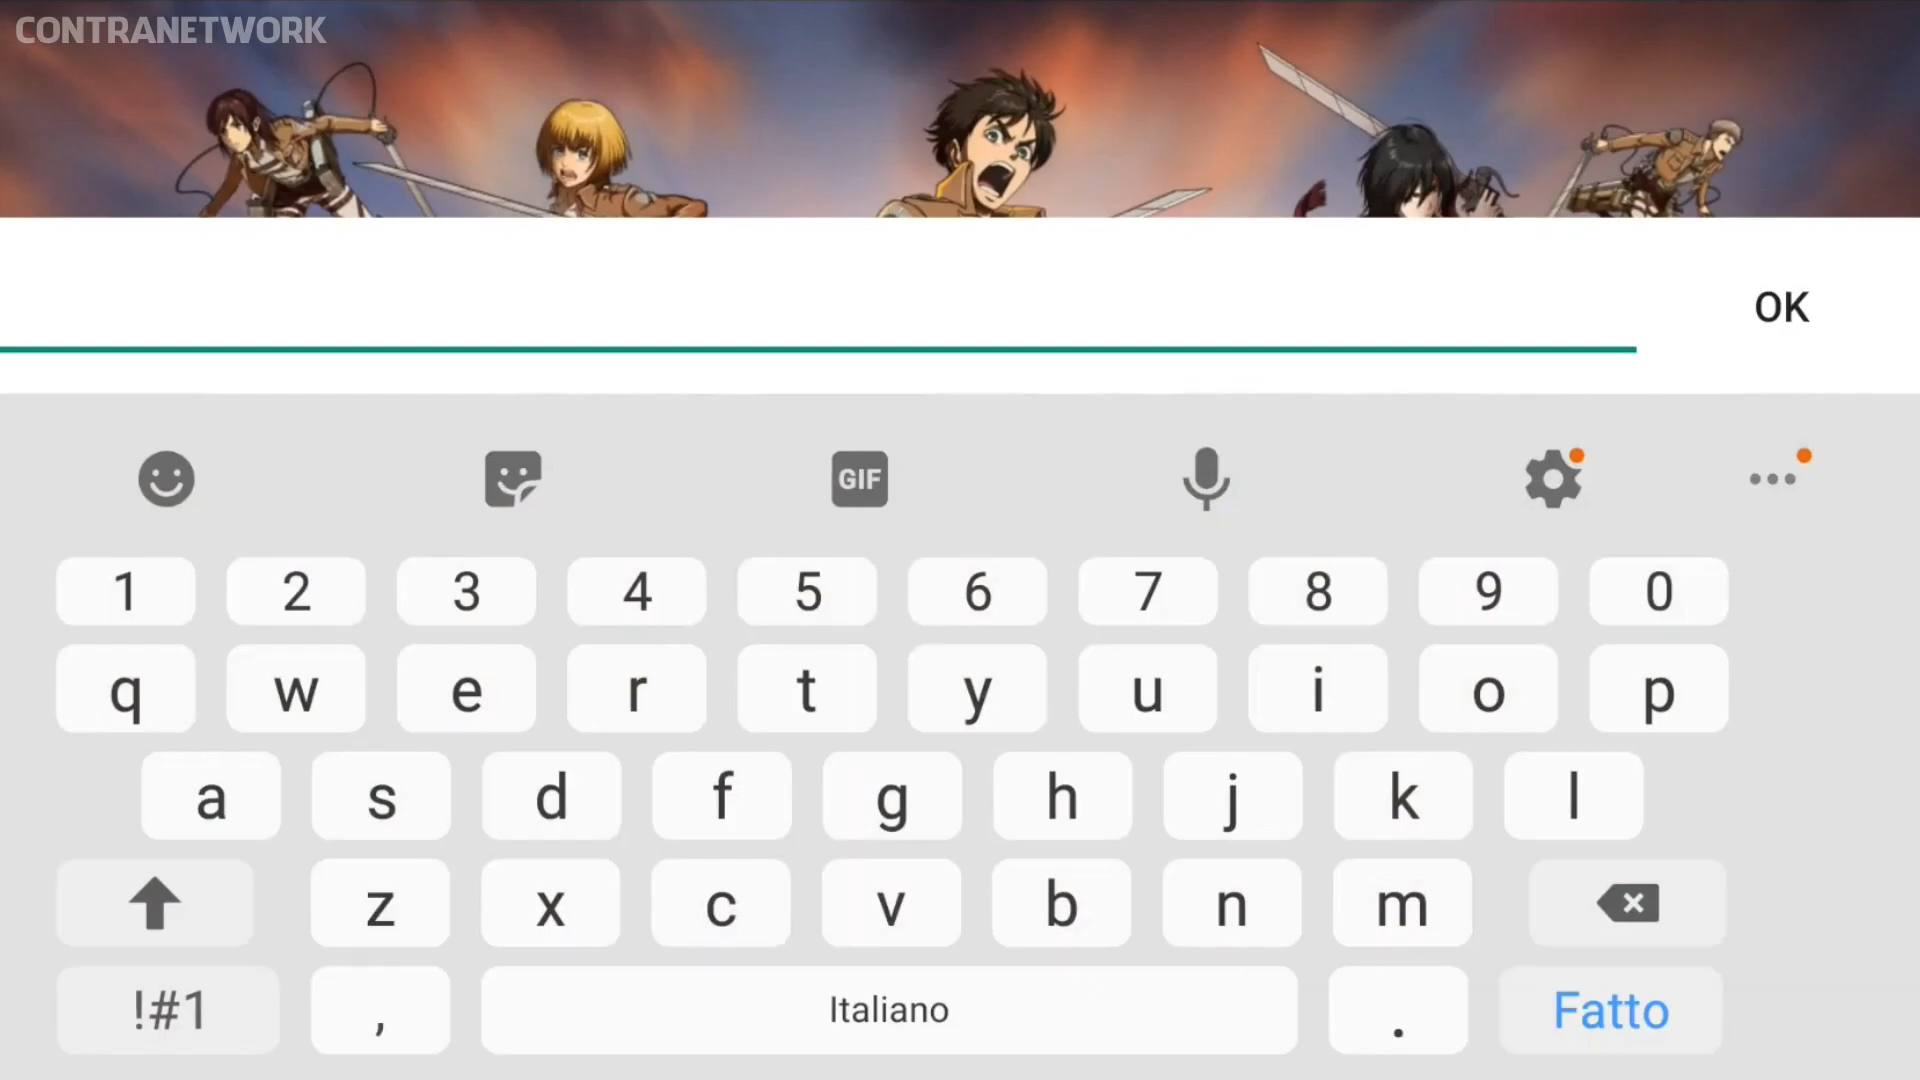 CONTRANETWORK
OK
GIF
1 2 3 4 5 6 7 8 9 0
q w e r t y u i o p
a s d f g h j k l
z x c v b n m
!#1 , Italiano . Fatto